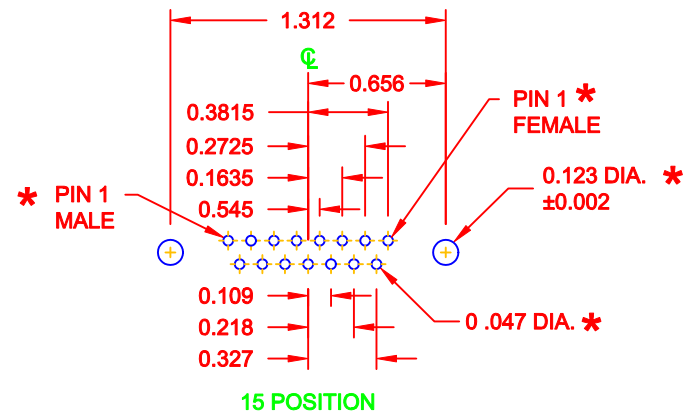 1.312
℄
0.656
0.3815
PIN 1 *
FEMALE
0.2725
0.1635
0.123 DIA. *
±0.002
* PIN 1
MALE
0.545
0.109
0.218
0 .047 DIA. *
0.327
15 POSITION